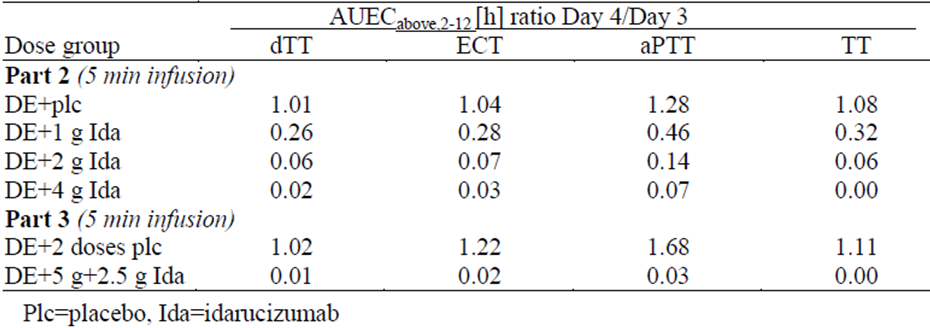 AUECabove,2-12 [h] ratio Day 4/Day 3
Dose group dTT ECT aPTT TT
Part 2 (5 min infusion)
DE+plc 1.01 1.04 1.28 1.08
DE+1 g Ida 0.26 0.28 0.46 0.32
DE+2 g Ida 0.06 0.07 0.14 0.06
DE+4 g Ida 0.02 0.03 0.07 0.00
Part 3 (5 min infusion)
DE+2 doses plc 1.02 1.22 1.68 1.11
DE+5 g+2.5 g Ida 0.01 0.02 0.03 0.00
Plc=placebo, Ida=idarucizumab